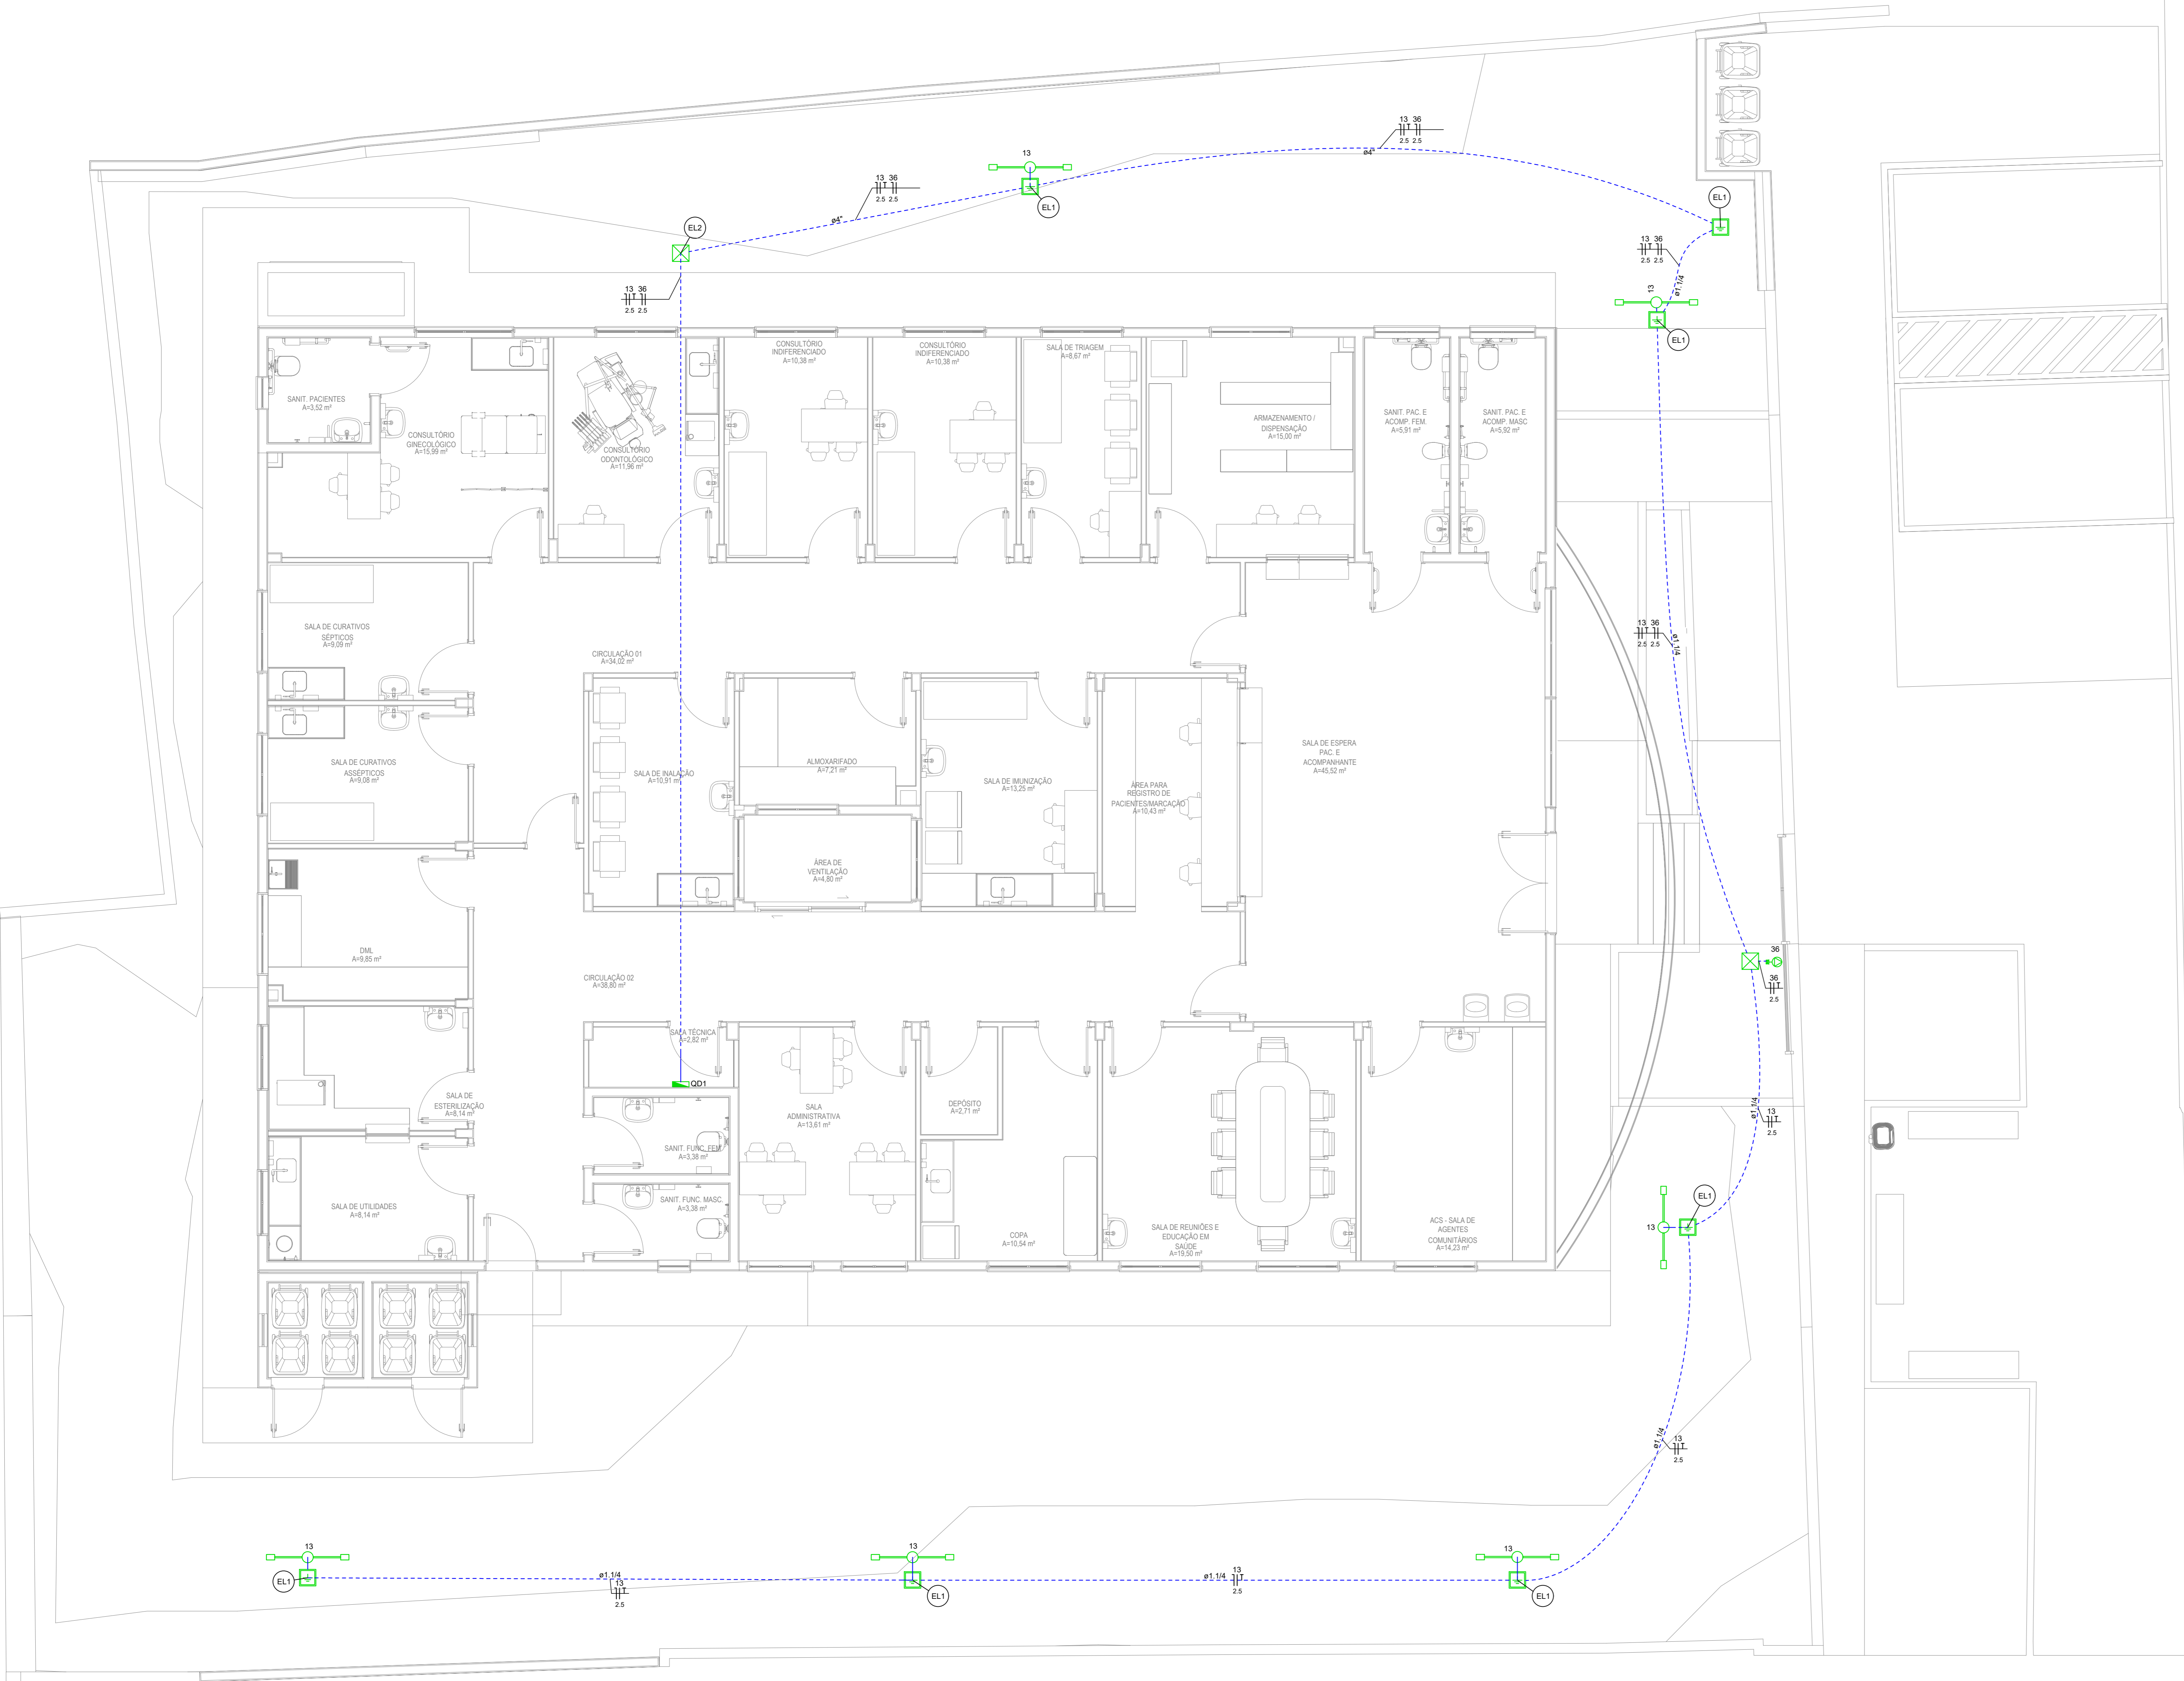 13 36
2.5 2.5
ø4"
13
13 36
2.5 2.5
ø4"
EL1
EL1
EL2
13 36
2.5 2.5
ø1.1/4
13
EL1
13 36
2.5 2.5
SANIT. PACIENTES
A=3,52 m²
CONSULTÓRIO
GINECOLÓGICO
A=15,99 m²
CONSULTÓRIO
ODONTOLÓGICO
A=11,96 m²
CONSULTÓRIO
INDIFERENCIADO
A=10,38 m²
CONSULTÓRIO
INDIFERENCIADO
A=10,38 m²
SALA DE TRIAGEM
A=8,67 m²
ARMAZENAMENTO /
DISPENSAÇÃO
A=15,00 m²
SANIT. PAC. E
ACOMP. FEM.
A=5,91 m²
SANIT. PAC. E
ACOMP. MASC
A=5,92 m²
SALA DE CURATIVOS
SÉPTICOS
A=9,09 m²
CIRCULAÇÃO 01
A=34,02 m²
13 36
2.5 2.5
ø1.1/4
SALA DE CURATIVOS
ASSÉPTICOS
A=9,08 m²
SALA DE INALAÇÃO
A=10,91 m²
ALMOXARIFADO
A=7,21 m²
SALA DE IMUNIZAÇÃO
A=13,25 m²
ÁREA PARA
REGISTRO DE
PACIENTES/MARCAÇÃO
A=10,43 m²
SALA DE ESPERA
PAC. E
ACOMPANHANTE
A=45,52 m²
ÁREA DE
VENTILAÇÃO
A=4,80 m²
DML
A=9,85 m²
CIRCULAÇÃO 02
A=38,60 m²
36
36
2.5
SALA TÉCNICA
A=2,82 m²
QD1
SALA DE
ESTERILIZAÇÃO
A=8,14 m²
SALA
ADMINISTRATIVA
A=13,61 m²
DEPÓSITO
A=2,71 m²
ø1.1/4
13
2.5
SANIT. FUNC. FEM.
A=3,38 m²
SANIT. FUNC. MASC.
A=3,38 m²
SALA DE UTILIDADES
A=8,14 m²
COPA
A=10,54 m²
SALA DE REUNIÕES E
EDUCAÇÃO EM
SAÚDE
A=19,50 m²
ACS - SALA DE
AGENTES
COMUNITÁRIOS
A=14,23 m²
EL1
13
ø1.1/4
13
2.5
13
EL1
ø1.1/4
13
2.5
13
EL1
ø1.1/4
13
2.5
13
EL1